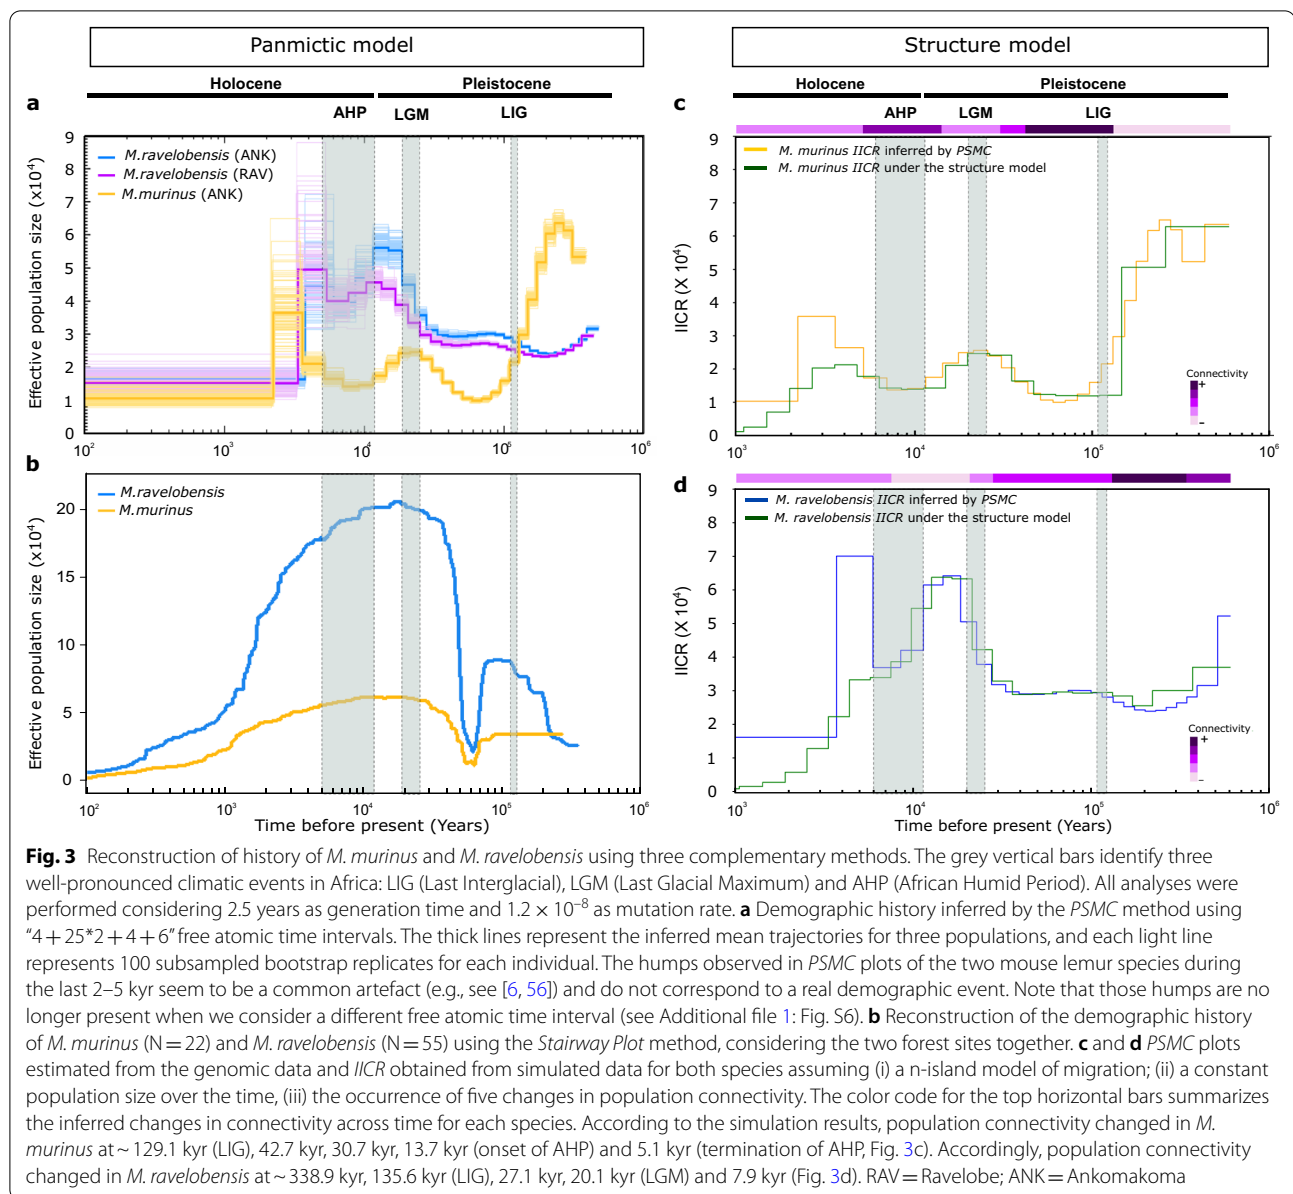 Panmictic model
Structure model
Holocene
Pleistocene
a
AHP
LGM
LIG
Effective population size (x10⁴)
9
8
7
6
5
4
3
2
1
0
M.ravelobensis (ANK)
M.ravelobensis (RAV)
M.murinus (ANK)
10²
10³
10⁴
10⁵
10⁶
b
Effective population size (x10⁴)
20
15
10
5
0
M.ravelobensis
M.murinus
10²
10³
10⁴
10⁵
10⁶
Time before present (Years)
Holocene
Pleistocene
c
AHP
LGM
LIG
IICR (X 10⁴)
9
8
7
6
5
4
3
2
1
0
M. murinus IICR inferred by PSMC
M. murinus IICR under the structure model
Connectivity
+
-
10³
10⁴
10⁵
10⁶
d
IICR (X 10⁴)
9
8
7
6
5
4
3
2
1
0
M. ravelobensis IICR inferred by PSMC
M. ravelobensis IICR under the structure model
Connectivity
+
-
10³
10⁴
10⁵
10⁶
Time before present (Years)
Fig. 3 Reconstruction of history of M. murinus and M. ravelobensis using three complementary methods. The grey vertical bars identify three
well-pronounced climatic events in Africa: LIG (Last Interglacial), LGM (Last Glacial Maximum) and AHP (African Humid Period). All analyses were
performed considering 2.5 years as generation time and 1.2 × 10⁻⁸ as mutation rate. a Demographic history inferred by the PSMC method using
“4 + 25*2 + 4 + 6” free atomic time intervals. The thick lines represent the inferred mean trajectories for three populations, and each light line
represents 100 subsampled bootstrap replicates for each individual. The humps observed in PSMC plots of the two mouse lemur species during
the last 2–5 kyr seem to be a common artefact (e.g., see [6, 56]) and do not correspond to a real demographic event. Note that those humps are no
longer present when we consider a different free atomic time interval (see Additional file 1: Fig. S6). b Reconstruction of the demographic history
of M. murinus (N = 22) and M. ravelobensis (N = 55) using the Stairway Plot method, considering the two forest sites together. c and d PSMC plots
estimated from the genomic data and IICR obtained from simulated data for both species assuming (i) a n-island model of migration; (ii) a constant
population size over the time, (iii) the occurrence of five changes in population connectivity. The color code for the top horizontal bars summarizes
the inferred changes in connectivity across time for each species. According to the simulation results, population connectivity changed in M.
murinus at ~ 129.1 kyr (LIG), 42.7 kyr, 30.7 kyr, 13.7 kyr (onset of AHP) and 5.1 kyr (termination of AHP, Fig. 3c). Accordingly, population connectivity
changed in M. ravelobensis at ~ 338.9 kyr, 135.6 kyr (LIG), 27.1 kyr, 20.1 kyr (LGM) and 7.9 kyr (Fig. 3d). RAV = Ravelobe; ANK = Ankomakoma